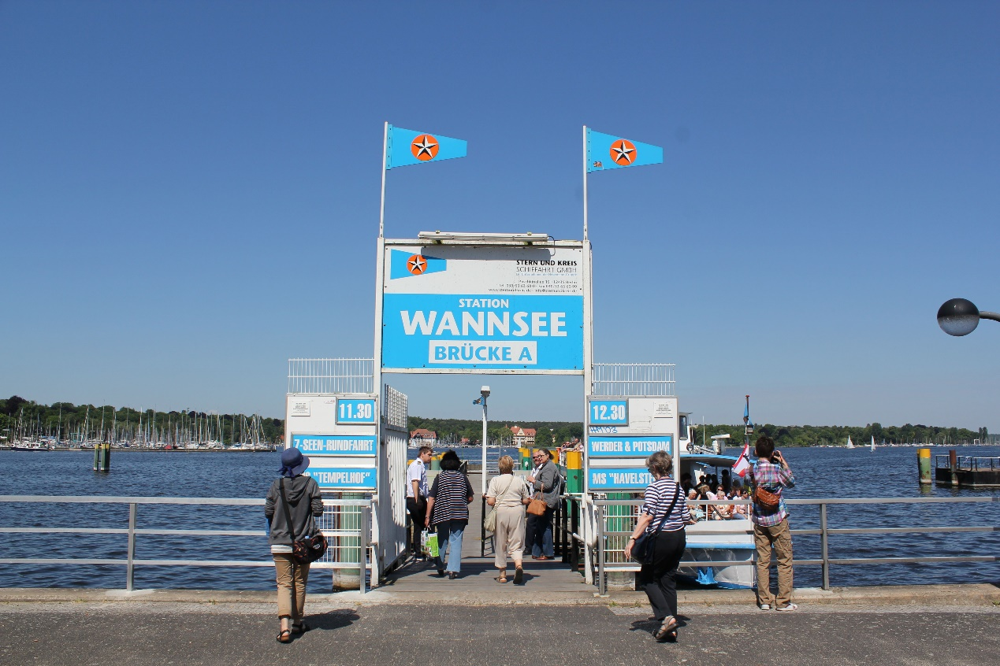 STERN UND KREIS
SCHIFFAHRT GMBH
STATION
WANNSEE
BRÜCKE A
11.30
7-SEEN-RUNDFAHRT
"TEMPELHOF"
12.30
WERDER & POTSDAM
MS "HAVELST